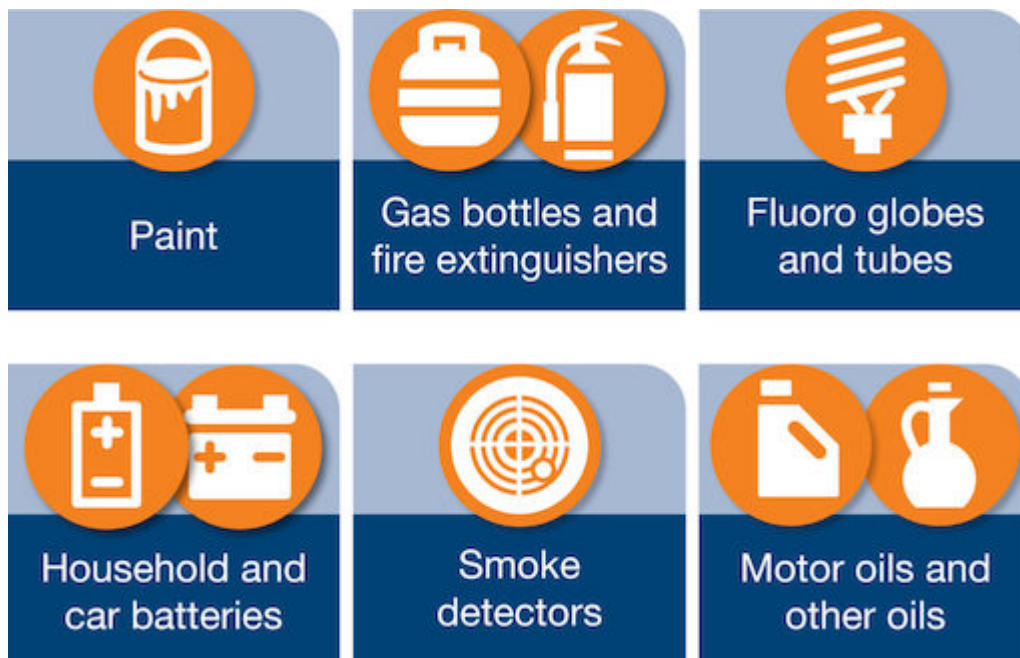 Paint
Gas bottles and
fire extinguishers
Fluoro globes
and tubes
Household and
car batteries
Smoke
detectors
Motor oils and
other oils